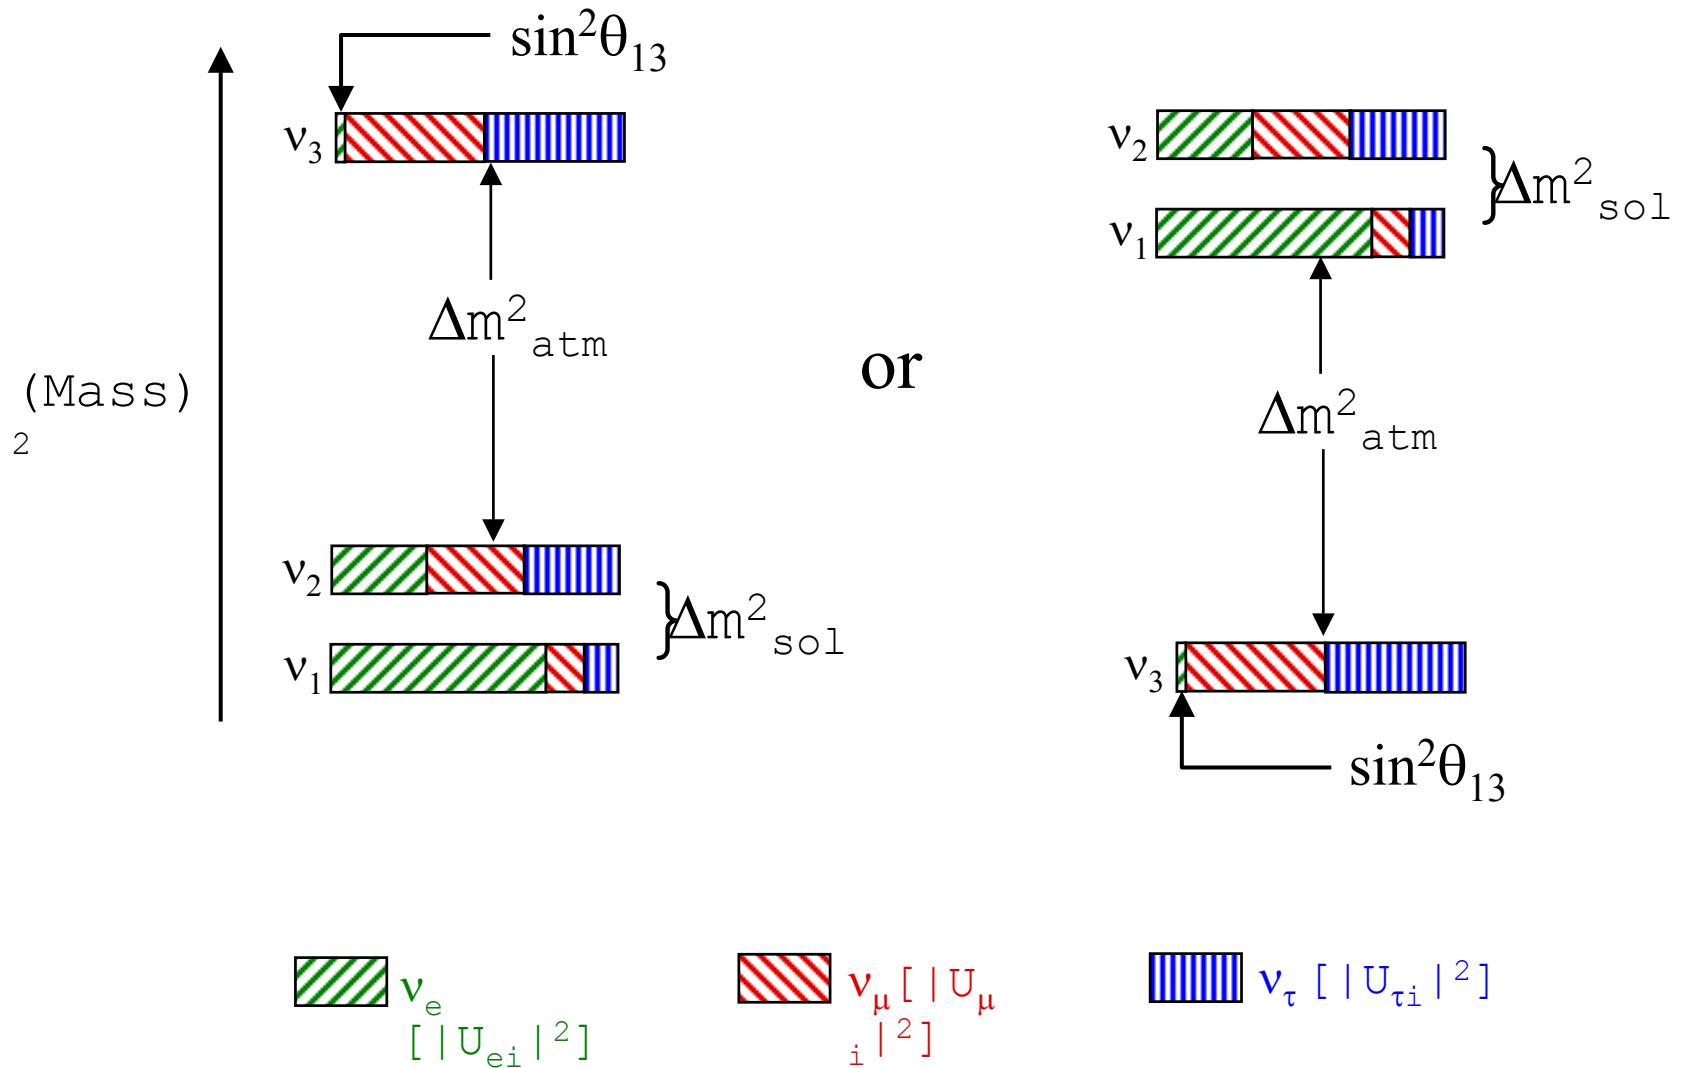 sin²θ₁₃
ν₃
ν₂
}Δm²sol
ν₁
Δm²atm
or
(Mass)
2
Δm²atm
ν₂
}Δm²sol
ν₁
ν₃
sin²θ₁₃
νe
[|Uei|²]
νμ[|Uμ
i|²]
ντ[|Uτi|²]